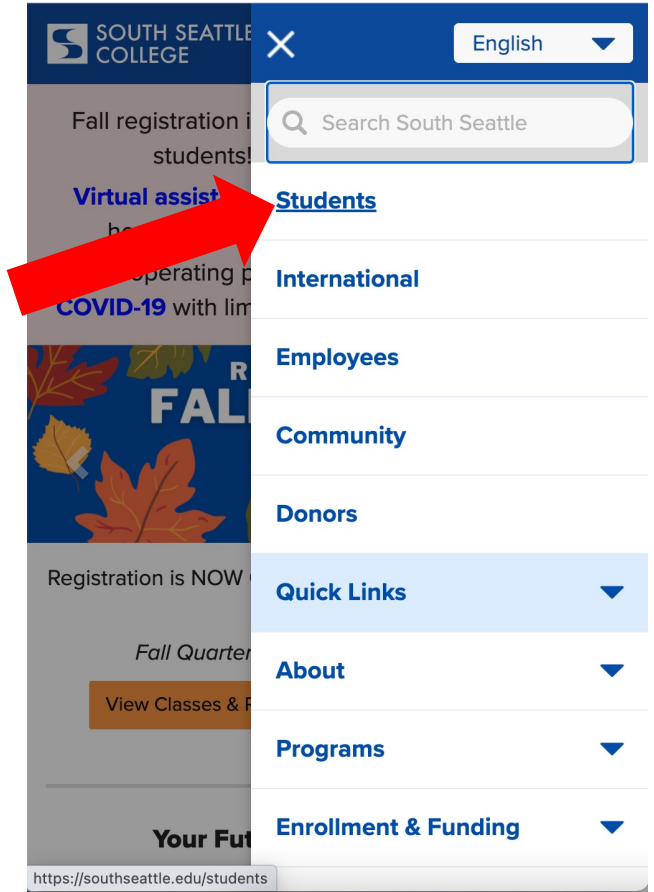 SOUTH SEATTLE
COLLEGE
English
Search South Seattle
Fall registration i
students!
Virtual assist
operating p
COVID-19 with lim
R
FALL
Registration is NOW
Fall Quarter
View Classes & R
Your Fut
Students
International
Employees
Community
Donors
Quick Links
About
Programs
Enrollment & Funding
https://southseattle.edu/students